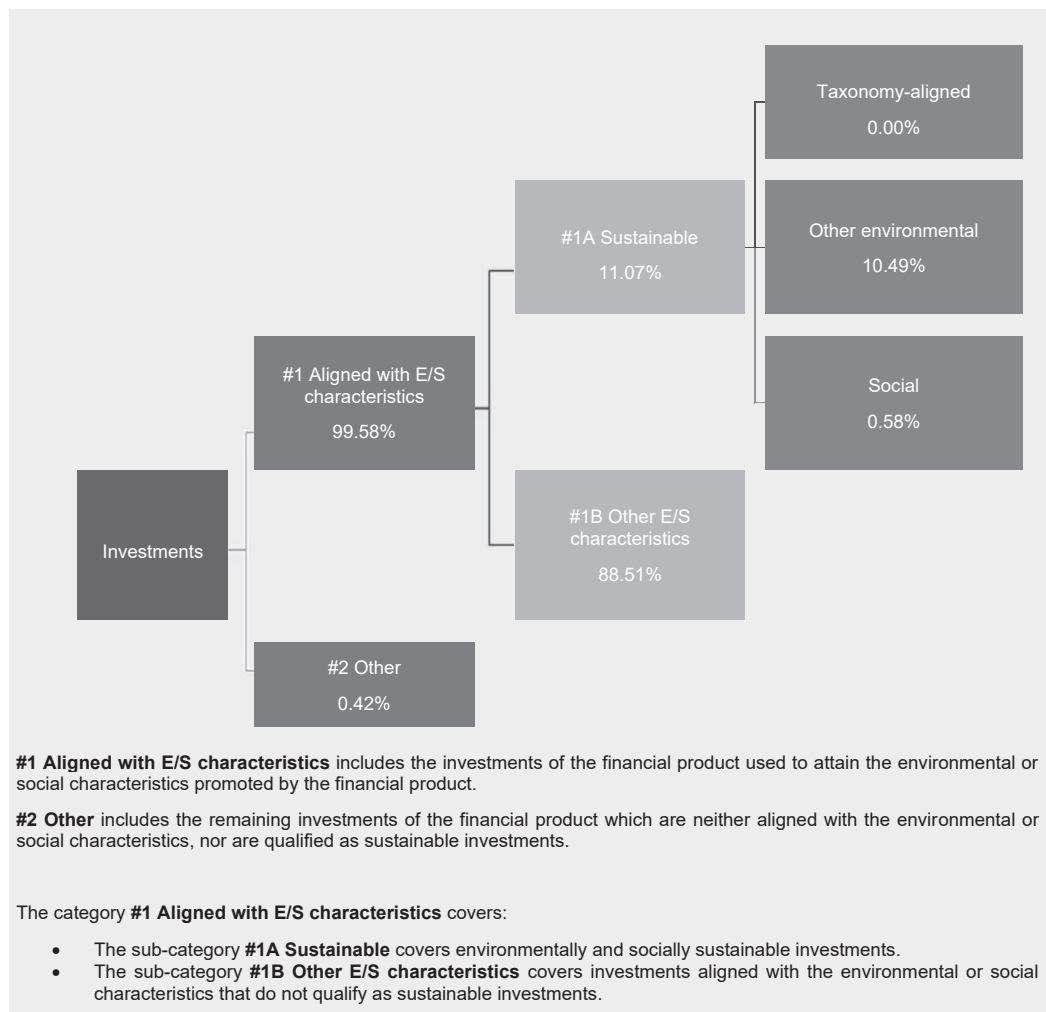 Taxonomy-aligned
0.00%
#1A Sustainable
11.07%
Other environmental
10.49%
#1 Aligned with E/S
characteristics
99.58%
Social
0.58%
Investments
#1B Other E/S
characteristics
88.51%
#2 Other
0.42%
#1 Aligned with E/S characteristics includes the investments of the financial product used to attain the environmental or
social characteristics promoted by the financial product.
#2 Other includes the remaining investments of the financial product which are neither aligned with the environmental or
social characteristics, nor are qualified as sustainable investments.
The category #1 Aligned with E/S characteristics covers:
• The sub-category #1A Sustainable covers environmentally and socially sustainable investments.
• The sub-category #1B Other E/S characteristics covers investments aligned with the environmental or social
characteristics that do not qualify as sustainable investments.